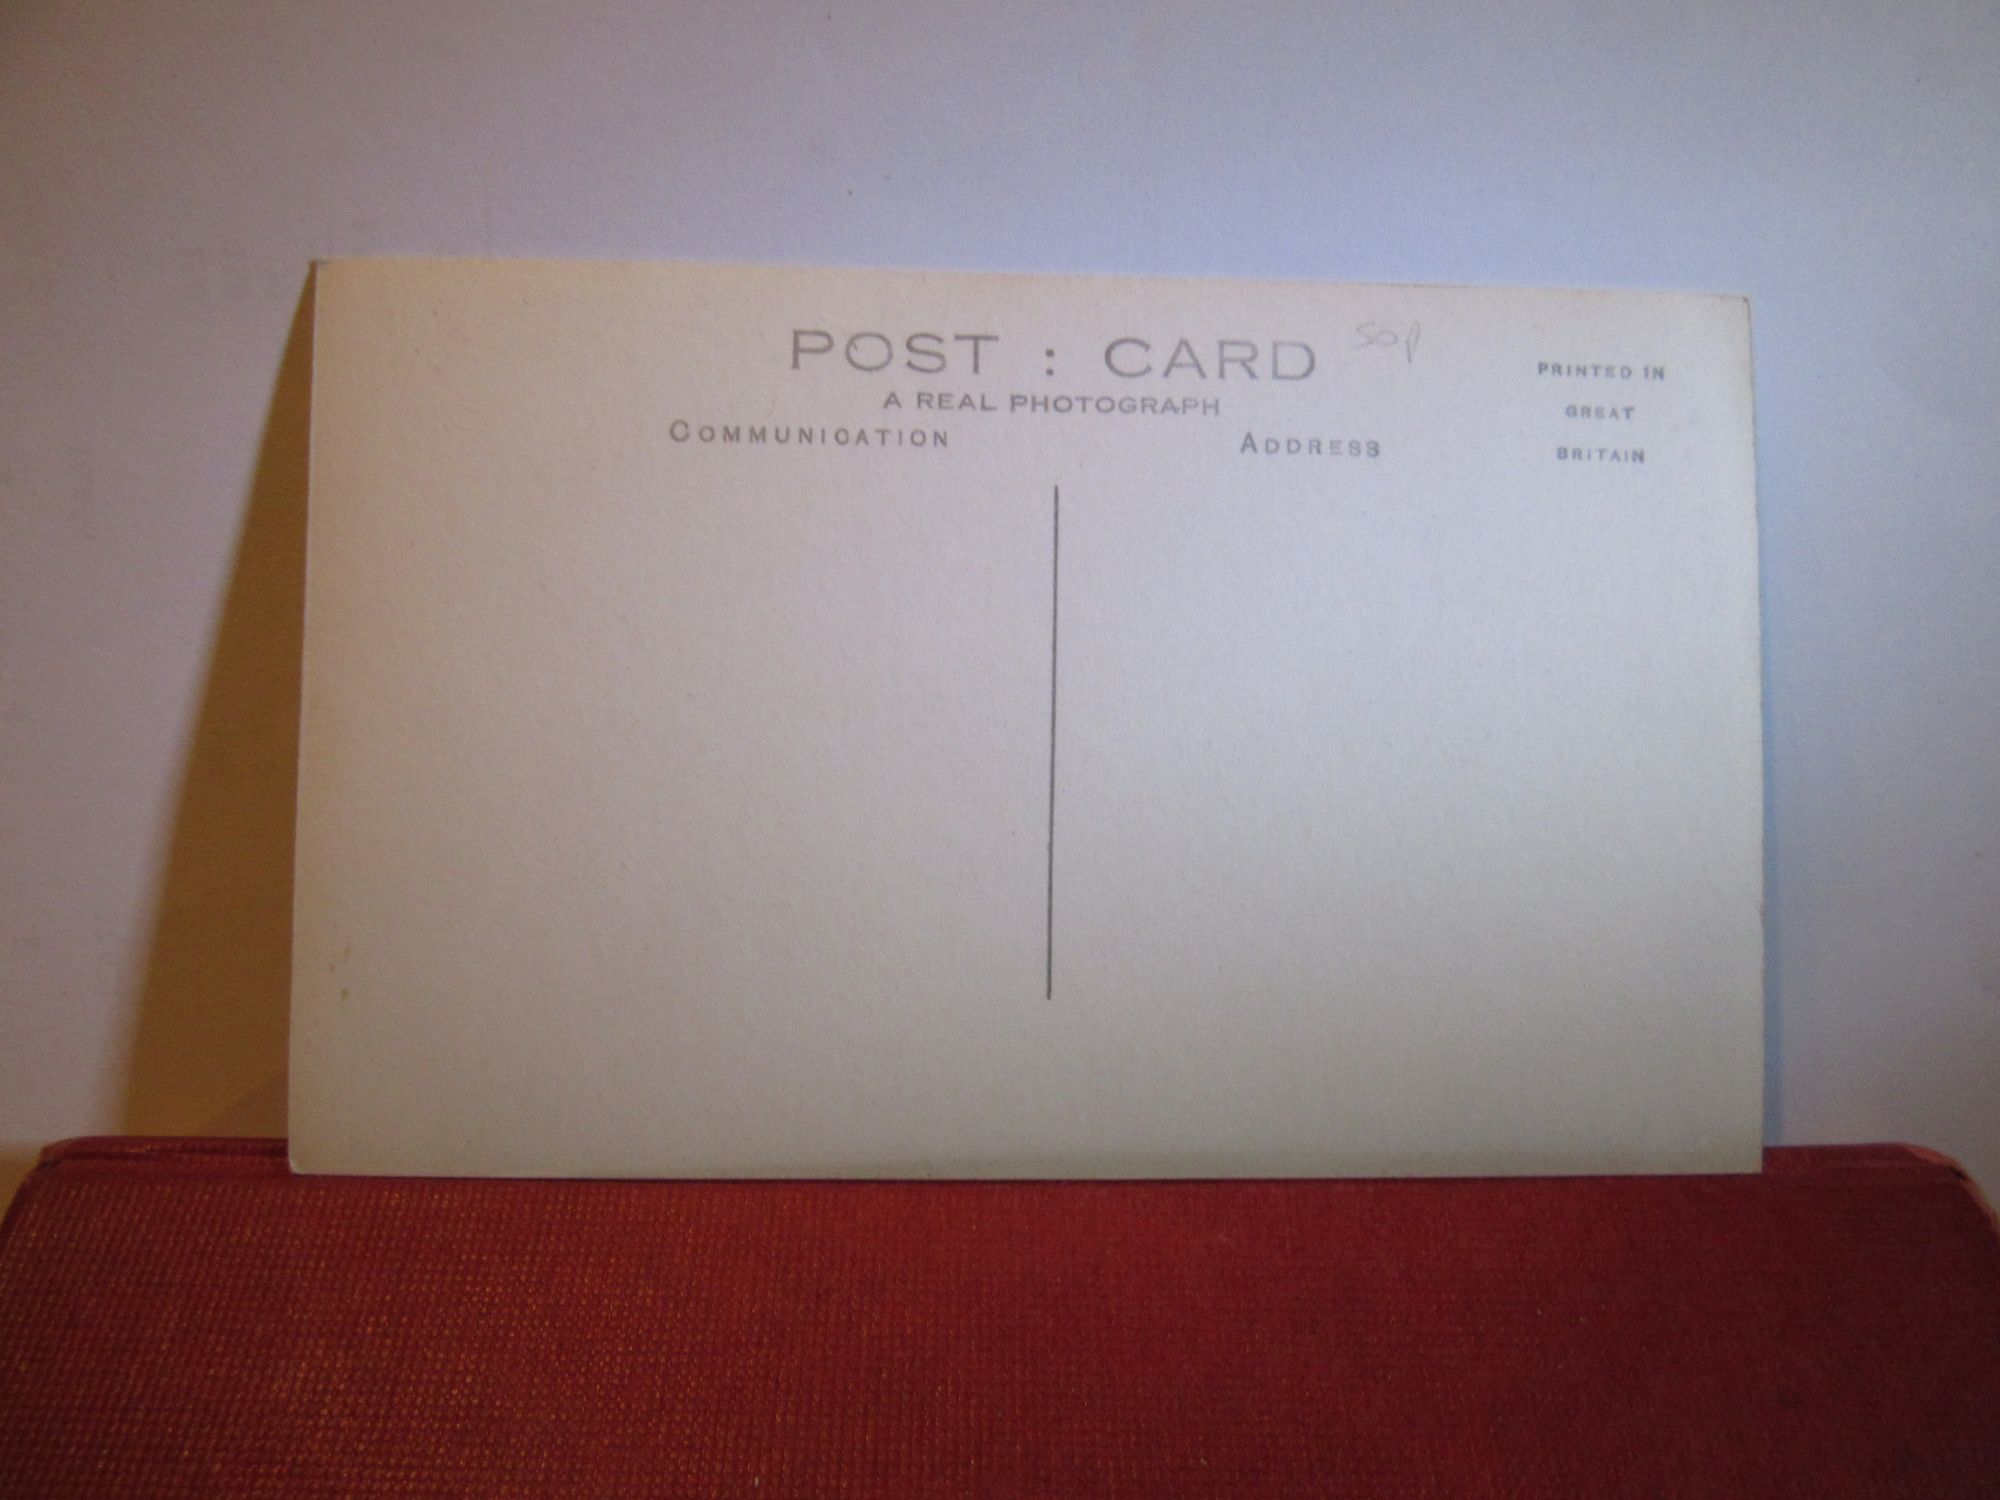 POST : CARD 50p
A REAL PHOTOGRAPH
COMMUNICATION
ADDRESS
PRINTED IN
GREAT
BRITAIN